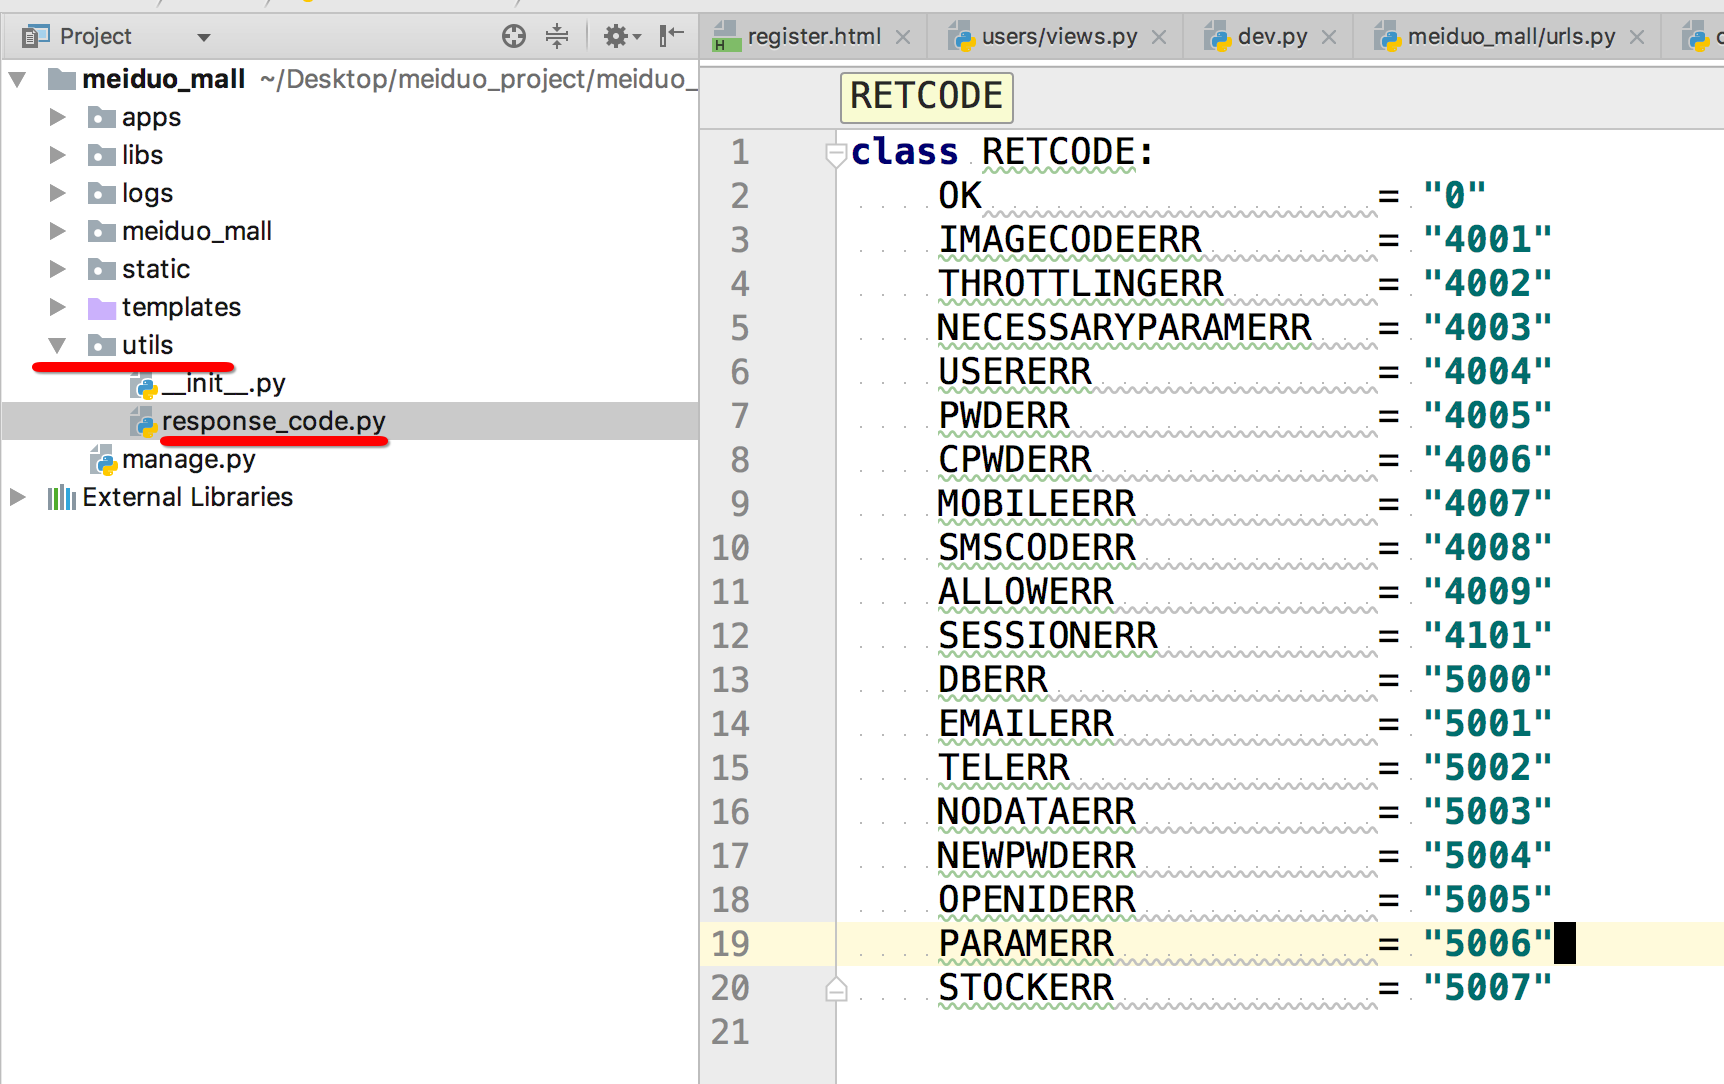 Project
register.html
users/views.py
dev.py
meiduo_mall/urls.py
meiduo_mall ~/Desktop/meiduo_project/meiduo_
apps
libs
logs
meiduo_mall
static
templates
utils
__init__.py
response_code.py
manage.py
External Libraries
RETCODE
1 class RETCODE:
2 OK = "0"
3 IMAGECODEERR = "4001"
4 THROTTLINGERR = "4002"
5 NECESSARYPARAMERR = "4003"
6 USERERR = "4004"
7 PWDERR = "4005"
8 CPWDERR = "4006"
9 MOBILEERR = "4007"
10 SMSCODERR = "4008"
11 ALLOWERR = "4009"
12 SESSIONERR = "4101"
13 DBERR = "5000"
14 EMAILERR = "5001"
15 TELERR = "5002"
16 NODATAERR = "5003"
17 NEWPWDERR = "5004"
18 OPENIDERR = "5005"
19 PARAMERR = "5006"
20 STOCKERR = "5007"
21